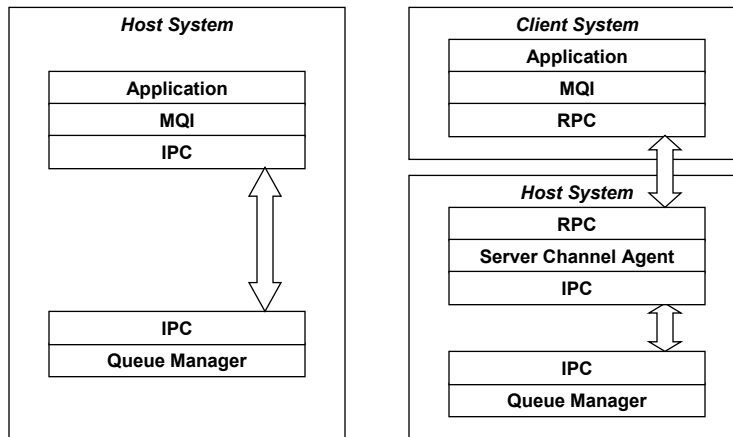 Host System
Application
MQI
IPC
IPC
Queue Manager
Client System
Application
MQI
RPC
Host System
RPC
Server Channel Agent
IPC
IPC
Queue Manager